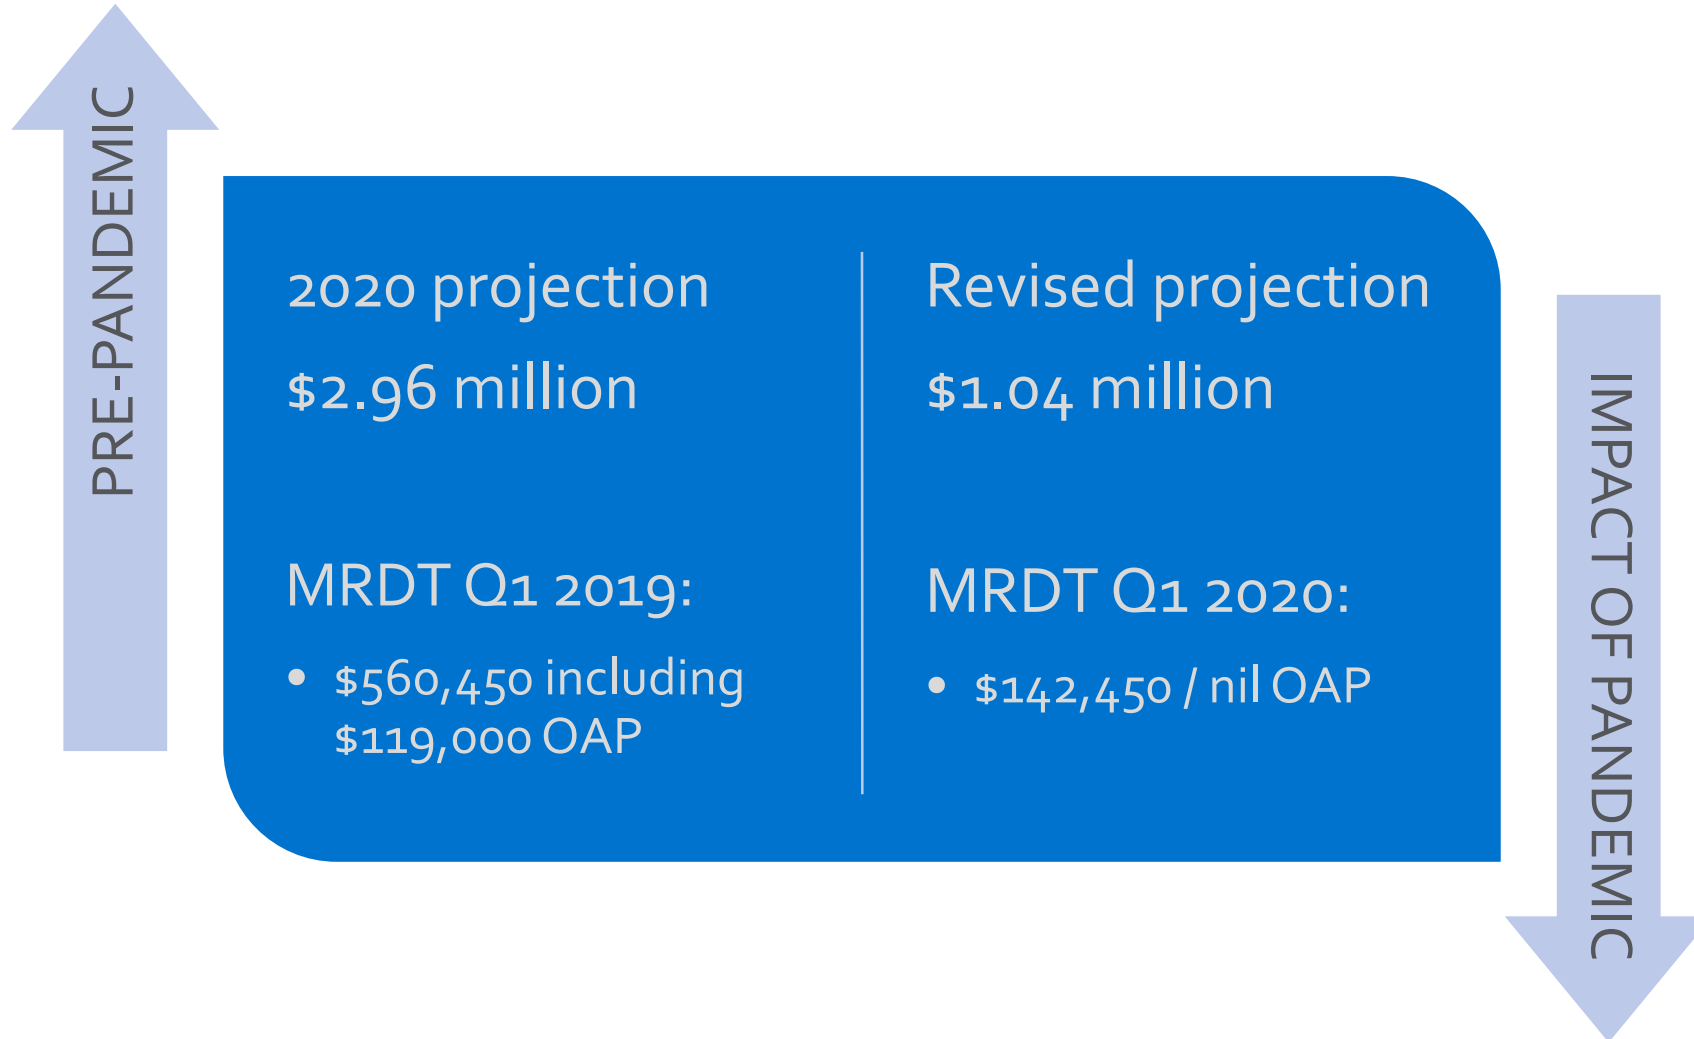 PRE-PANDEMIC
2020 projection
$2.96 million
MRDT Q1 2019:
• $560,450 including
$119,000 OAP
Revised projection
$1.04 million
MRDT Q1 2020:
• $142,450 / nil OAP
IMPACT OF PANDEMIC